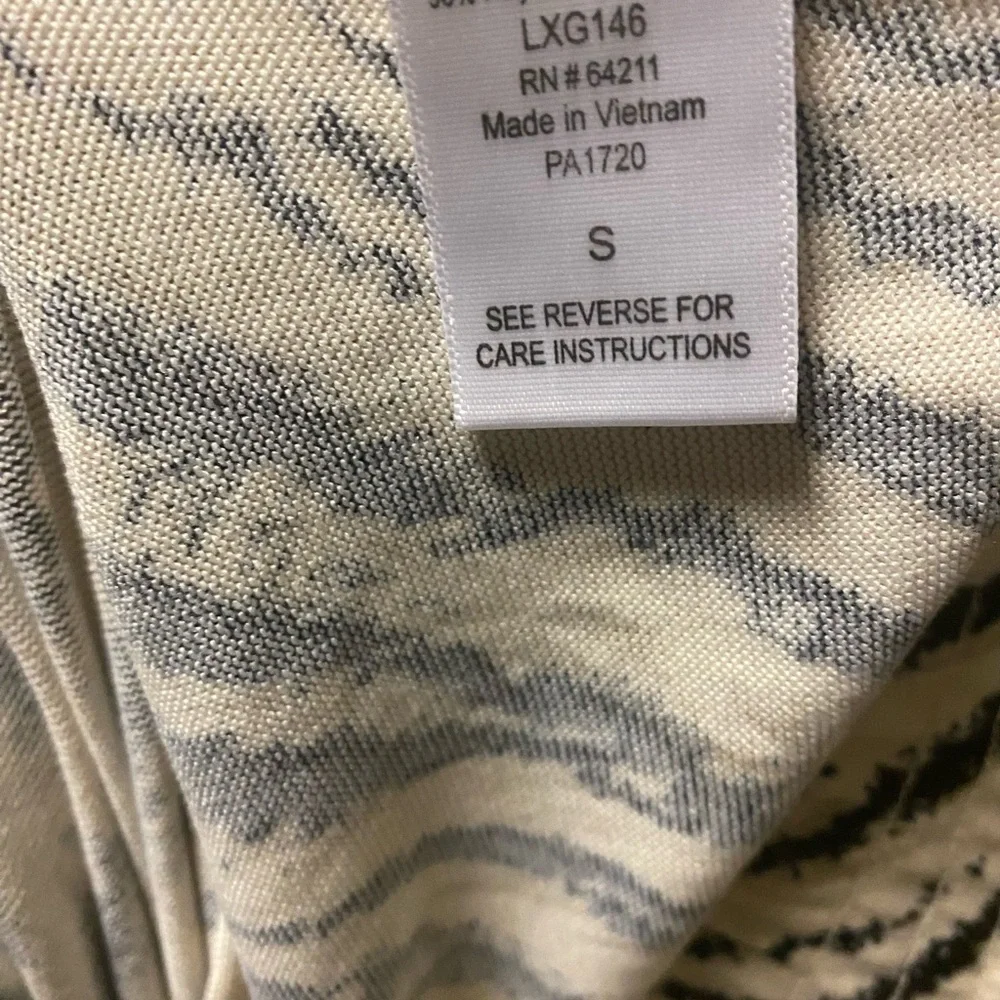 LXG146
RN # 64211
Made in Vietnam
PA1720
S
SEE REVERSE FOR
CARE INSTRUCTIONS